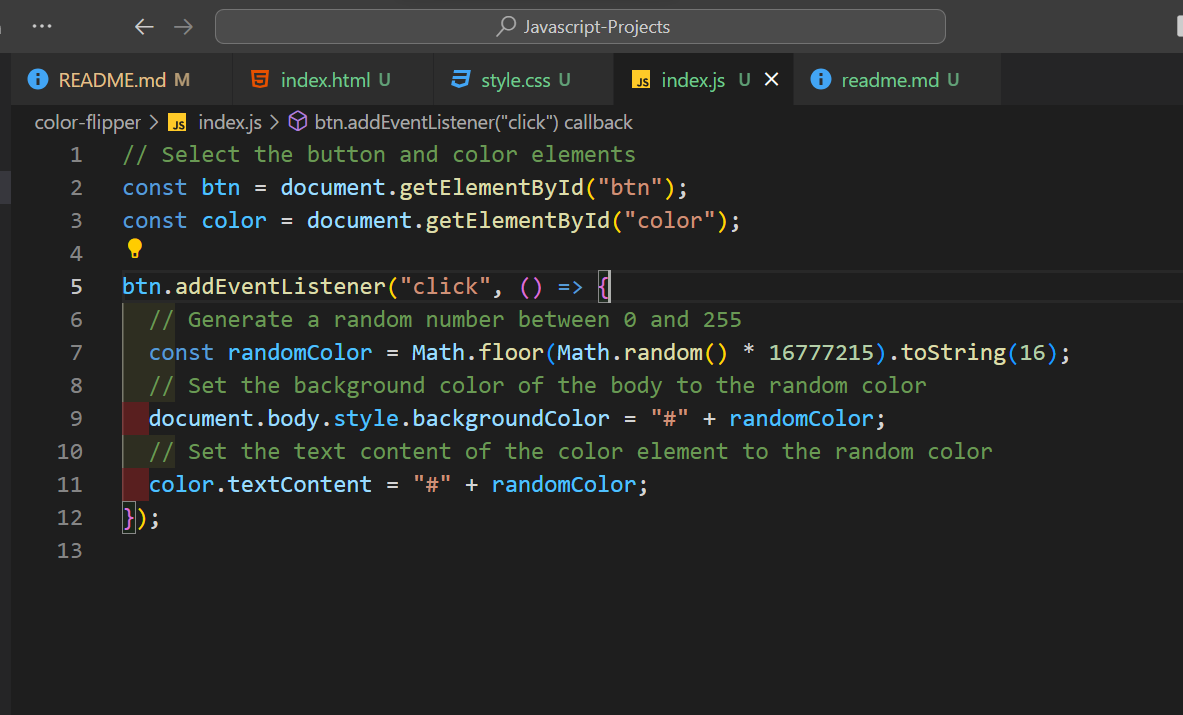 Javascript-Projects
README.md M index.html U style.css U JS index.js U readme.md U
color-flipper > JS index.js > btn.addEventListener("click") callback
1 // Select the button and color elements
2 const btn = document.getElementById("btn");
3 const color = document.getElementById("color");
4
5 btn.addEventListener("click", () => {
6 // Generate a random number between 0 and 255
7 const randomColor = Math.floor(Math.random() * 16777215).toString(16);
8 // Set the background color of the body to the random color
9 document.body.style.backgroundColor = "#" + randomColor;
10 // Set the text content of the color element to the random color
11 color.textContent = "#" + randomColor;
12 });
13